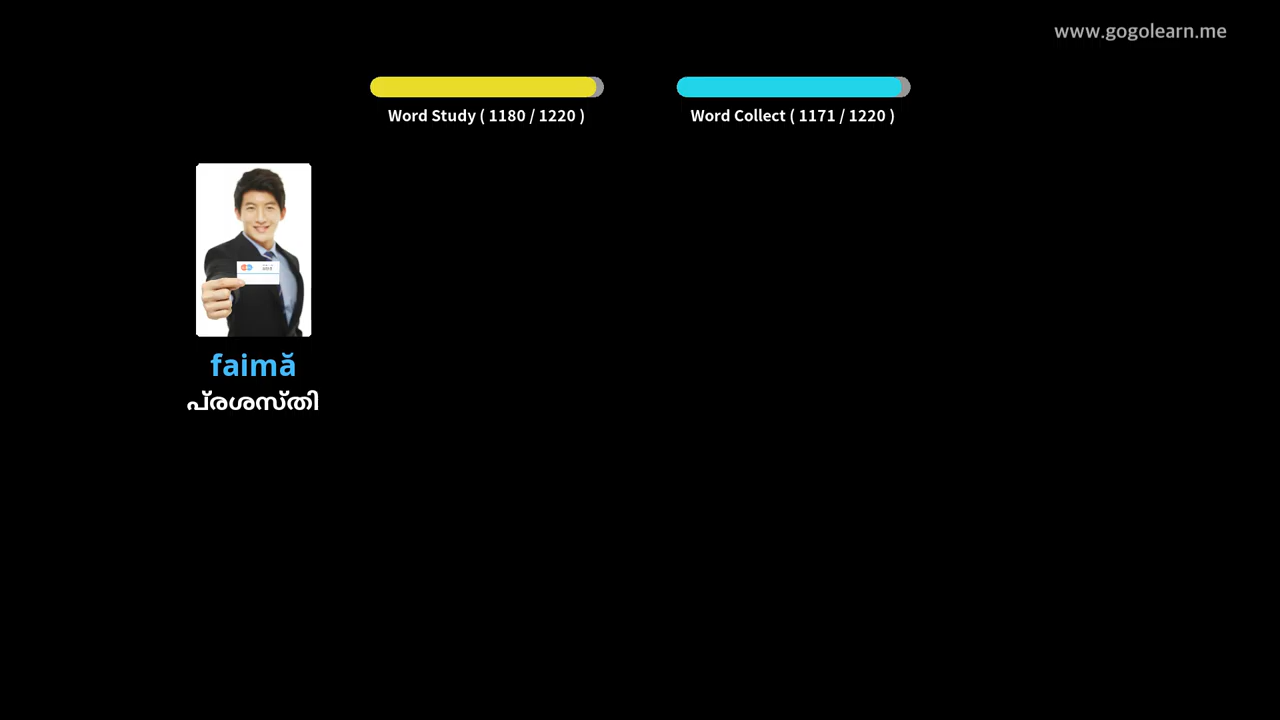 www.gogolearn.me
Word Study ( 1180 / 1220 )
Word Collect ( 1171 / 1220 )
faimă
പ്രശസ്തി